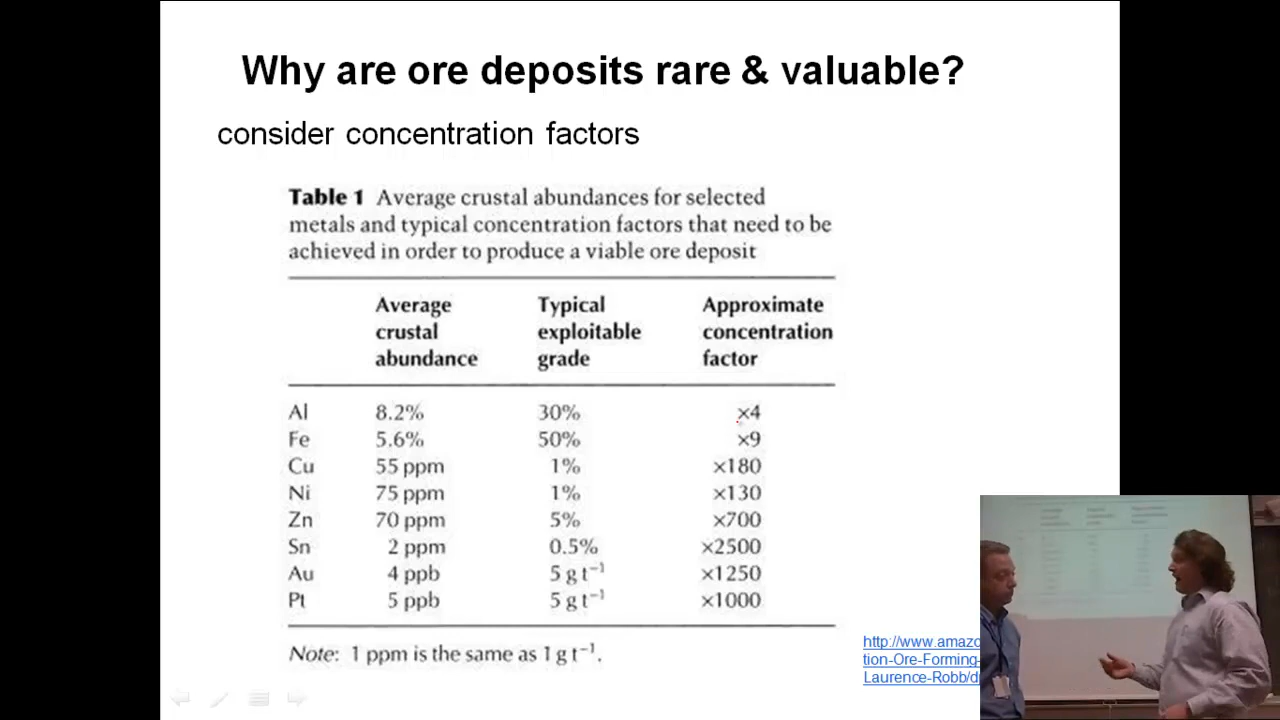 Why are ore deposits rare & valuable?
consider concentration factors
Table 1 Average crustal abundances for selected
metals and typical concentration factors that need to be
achieved in order to produce a viable ore deposit
Average crustal abundance Typical exploitable grade Approximate concentration factor
Al 8.2% 30% ×4
Fe 5.6% 50% ×9
Cu 55 ppm 1% ×180
Ni 75 ppm 1% ×130
Zn 70 ppm 5% ×700
Sn 2 ppm 0.5% ×2500
Au 4 ppb 5 g t⁻¹ ×1250
Pt 5 ppb 5 g t⁻¹ ×1000
Note: 1 ppm is the same as 1 g t⁻¹.
http://www.amazo
tion-Ore-Forming-
Laurence-Robb/d